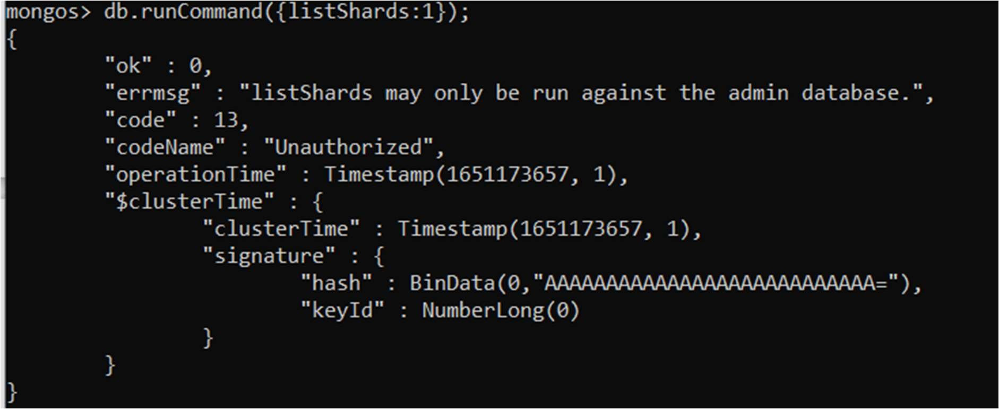 mongos> db.runCommand({listShards:1});
{
        "ok" : 0,
        "errmsg" : "listShards may only be run against the admin database.",
        "code" : 13,
        "codeName" : "Unauthorized",
        "operationTime" : Timestamp(1651173657, 1),
        "$clusterTime" : {
                "clusterTime" : Timestamp(1651173657, 1),
                "signature" : {
                        "hash" : BinData(0,"AAAAAAAAAAAAAAAAAAAAAAAAAAA="),
                        "keyId" : NumberLong(0)
                }
        }
}